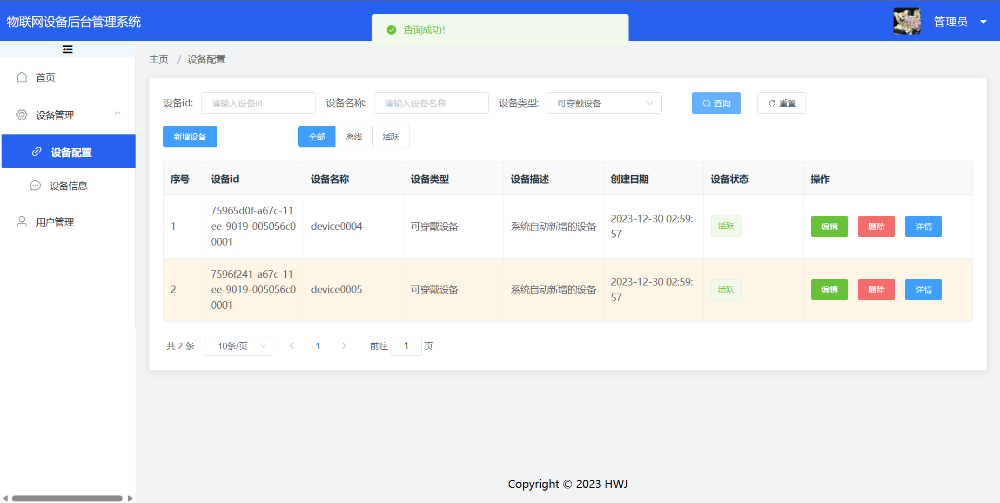 物联网设备后台管理系统
查询成功!
管理员
主页 / 设备配置
首页
设备管理
设备配置
设备信息
用户管理
设备id: 请输入设备id 设备名称: 请输入设备名称 设备类型: 可穿戴设备 查询 重置
新增设备 全部 离线 活跃
序号 设备id 设备名称 设备类型 设备描述 创建日期 设备状态 操作
1 75965d0f-a67c-11
ee-9019-005056c0
0001 device0004 可穿戴设备 系统自动新增的设备 2023-12-30 02:59:
57 活跃 编辑 删除 详情
2 7596f241-a67c-11
ee-9019-005056c0
0001 device0005 可穿戴设备 系统自动新增的设备 2023-12-30 02:59:
57 活跃 编辑 删除 详情
共 2 条 10条/页 1 前往 1 页
Copyright © 2023 HWJ